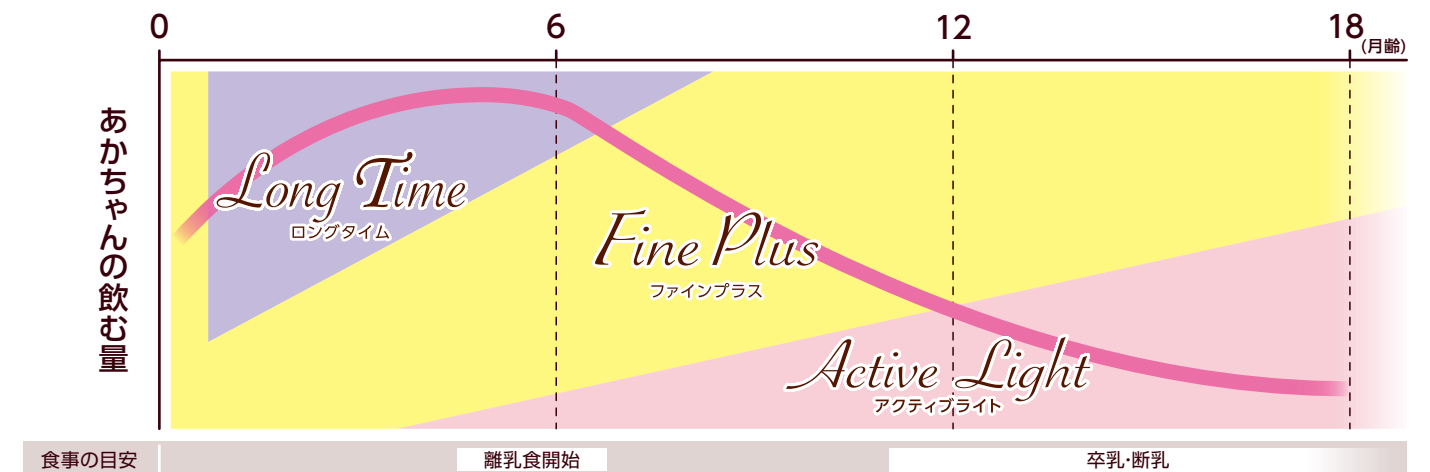 0 6 12 18
(月齢)
あかちゃんの飲む量
Long Time
ロングタイム
Fine Plus
ファインプラス
Active Light
アクティブライト
食事の目安 離乳食開始 卒乳・断乳